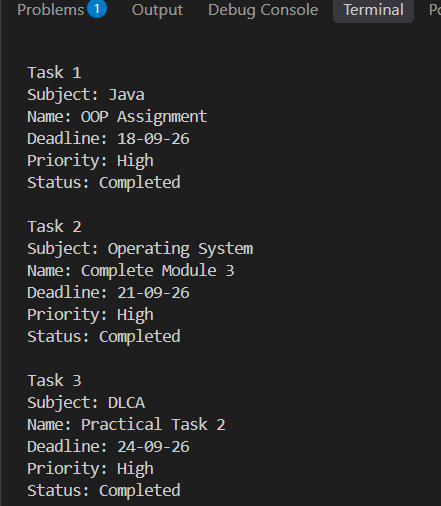 Problems 1 Output Debug Console Terminal
Task 1
Subject: Java
Name: OOP Assignment
Deadline: 18-09-26
Priority: High
Status: Completed
Task 2
Subject: Operating System
Name: Complete Module 3
Deadline: 21-09-26
Priority: High
Status: Completed
Task 3
Subject: DLCA
Name: Practical Task 2
Deadline: 24-09-26
Priority: High
Status: Completed